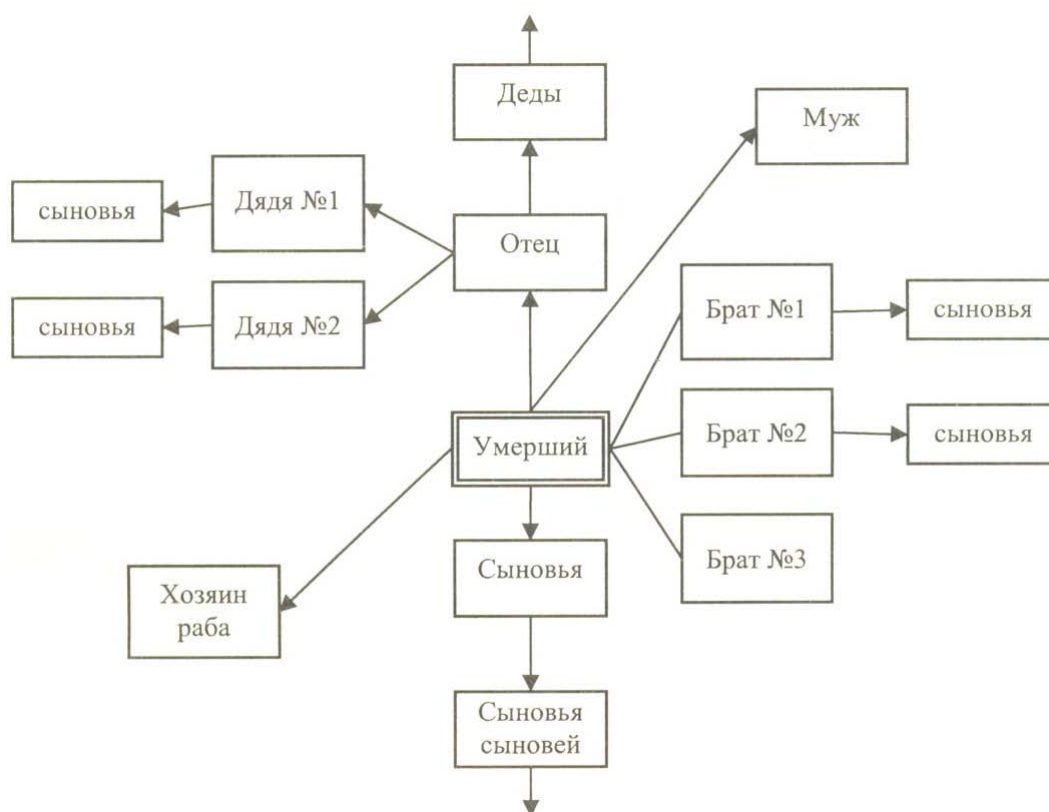 Деды
Муж
сыновья
Дядя №1
Отец
сыновья
Дядя №2
Брат №1
сыновья
Умерший
Брат №2
сыновья
Сыновья
Брат №3
Хозяин
раба
Сыновья
сыновей